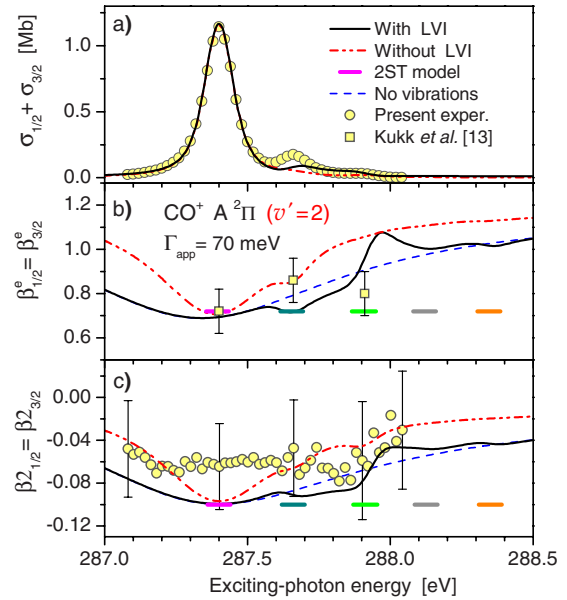 a)
σ1/2 + σ3/2 [Mb]
1.0
0.5
0.0
With LVI
Without LVI
2ST model
No vibrations
Present exper.
Kukk et al. [13]
b)
CO⁺ A ²Π (v'=2)
Γapp = 70 meV
βᵉ1/2 = βᵉ3/2
1.2
1.0
0.8
0.6
c)
β21/2 = β23/2
0.00
-0.04
-0.08
-0.12
287.0 287.5 288.0 288.5
Exciting-photon energy [eV]